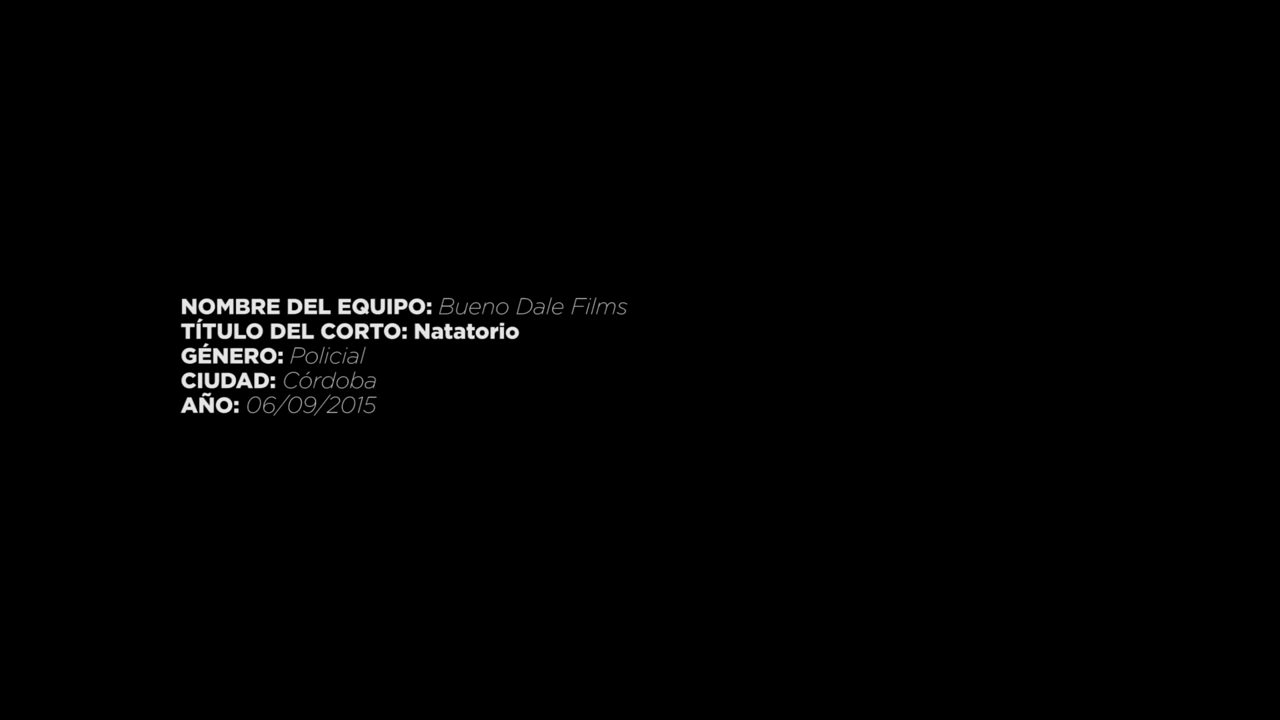 NOMBRE DEL EQUIPO: Bueno Dale Films
TÍTULO DEL CORTO: Natatorio
GÉNERO: Policial
CIUDAD: Córdoba
AÑO: 06/09/2015